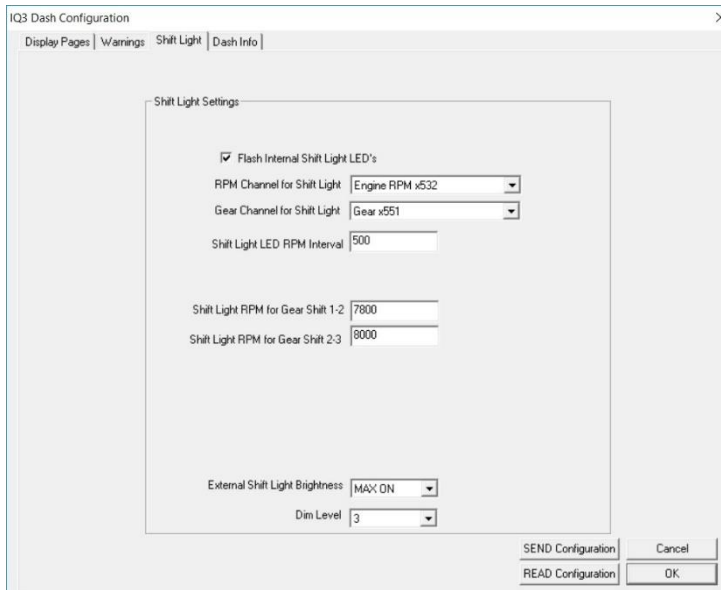 IQ3 Dash Configuration
Display Pages Warnings Shift Light Dash Info
Shift Light Settings
Flash Internal Shift Light LED's
RPM Channel for Shift Light Engine RPM x532
Gear Channel for Shift Light Gear x551
Shift Light LED RPM Interval 500
Shift Light RPM for Gear Shift 1-2 7800
Shift Light RPM for Gear Shift 2-3 8000
External Shift Light Brightness MAX ON
Dim Level 3
SEND Configuration Cancel
READ Configuration OK